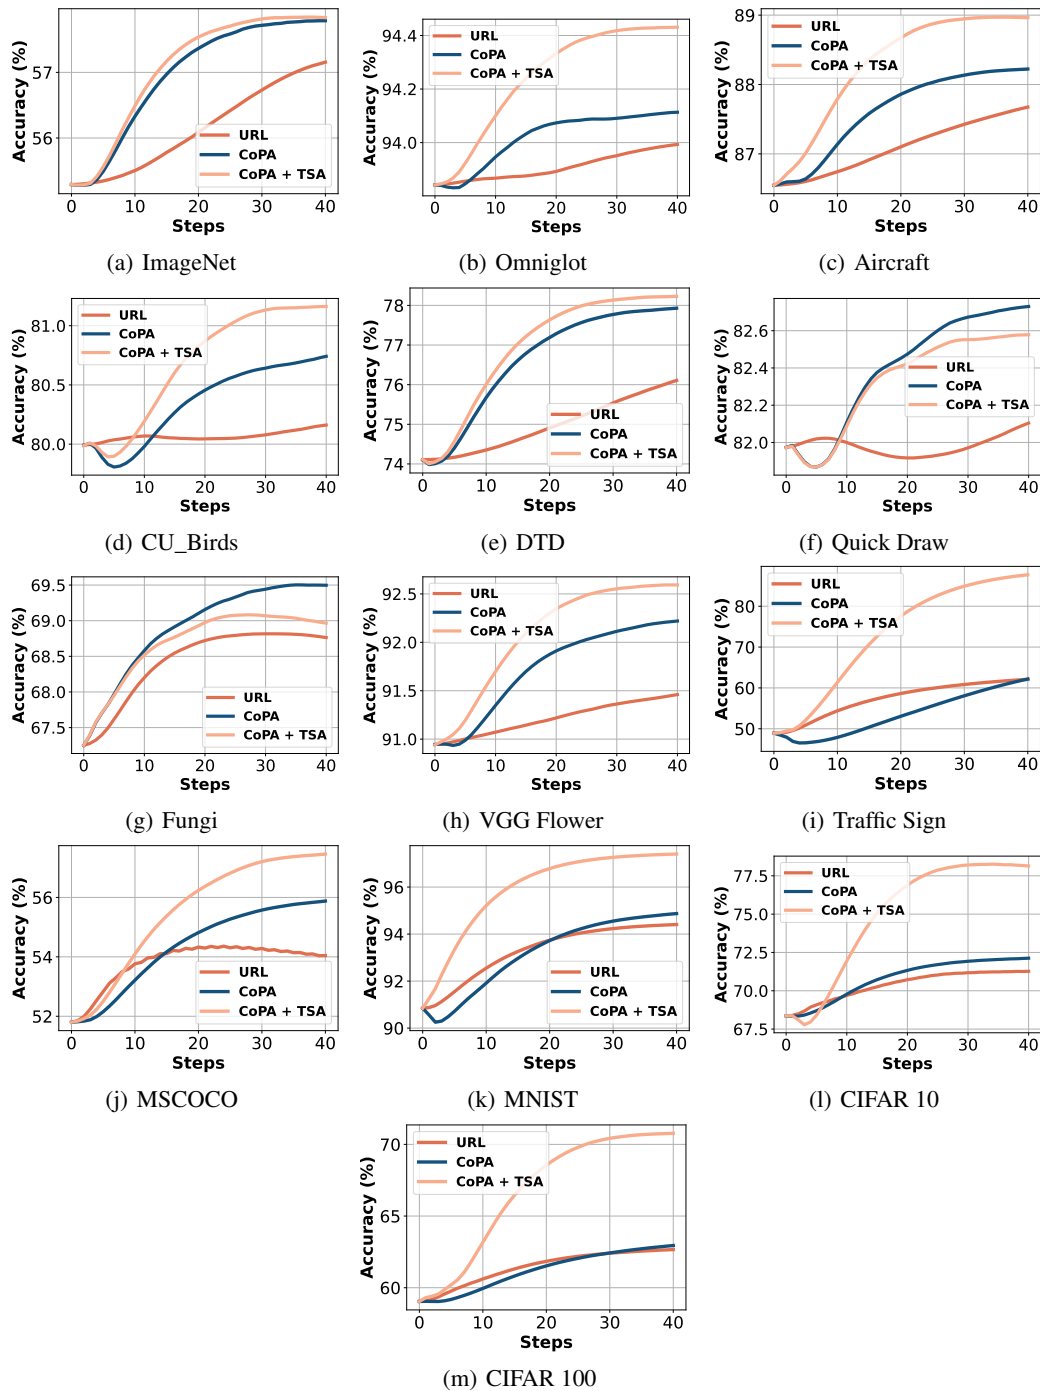 Accuracy (%)
57
56
URL
CoPA
CoPA + TSA
0 10 20 30 40
Steps
(a) ImageNet
Accuracy (%)
94.4
94.2
94.0
URL
CoPA
CoPA + TSA
0 10 20 30 40
Steps
(b) Omniglot
Accuracy (%)
89
88
87
URL
CoPA
CoPA + TSA
0 10 20 30 40
Steps
(c) Aircraft
Accuracy (%)
81.0
80.5
80.0
URL
CoPA
CoPA + TSA
0 10 20 30 40
Steps
(d) CU_Birds
Accuracy (%)
78
77
76
75
74
URL
CoPA
CoPA + TSA
0 10 20 30 40
Steps
(e) DTD
Accuracy (%)
82.6
82.4
82.2
82.0
URL
CoPA
CoPA + TSA
0 10 20 30 40
Steps
(f) Quick Draw
Accuracy (%)
69.5
69.0
68.5
68.0
67.5
URL
CoPA
CoPA + TSA
0 10 20 30 40
Steps
(g) Fungi
Accuracy (%)
92.5
92.0
91.5
91.0
URL
CoPA
CoPA + TSA
0 10 20 30 40
Steps
(h) VGG Flower
Accuracy (%)
80
70
60
50
URL
CoPA
CoPA + TSA
0 10 20 30 40
Steps
(i) Traffic Sign
Accuracy (%)
56
54
52
URL
CoPA
CoPA + TSA
0 10 20 30 40
Steps
(j) MSCOCO
Accuracy (%)
96
94
92
90
URL
CoPA
CoPA + TSA
0 10 20 30 40
Steps
(k) MNIST
Accuracy (%)
77.5
75.0
72.5
70.0
67.5
URL
CoPA
CoPA + TSA
0 10 20 30 40
Steps
(l) CIFAR 10
Accuracy (%)
70
65
60
URL
CoPA
CoPA + TSA
0 10 20 30 40
Steps
(m) CIFAR 100